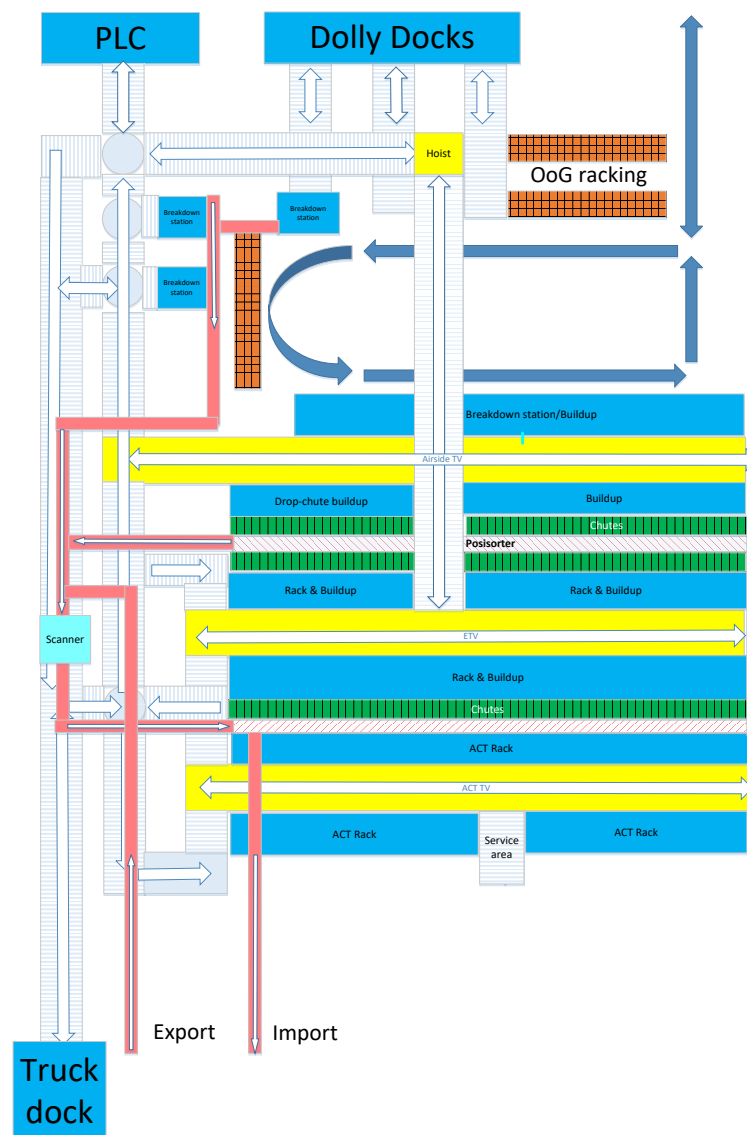 PLC
Dolly Docks
Hoist
OoG racking
Breakdown
station
Breakdown
station
Breakdown
station
Breakdown station/Buildup
Airside TV
Drop-chute buildup
Buildup
Chutes
Posisorter
Rack & Buildup
Rack & Buildup
Scanner
ETV
Rack & Buildup
Chutes
ACT Rack
ACT TV
ACT Rack
Service
area
ACT Rack
Export
Import
Truck
dock